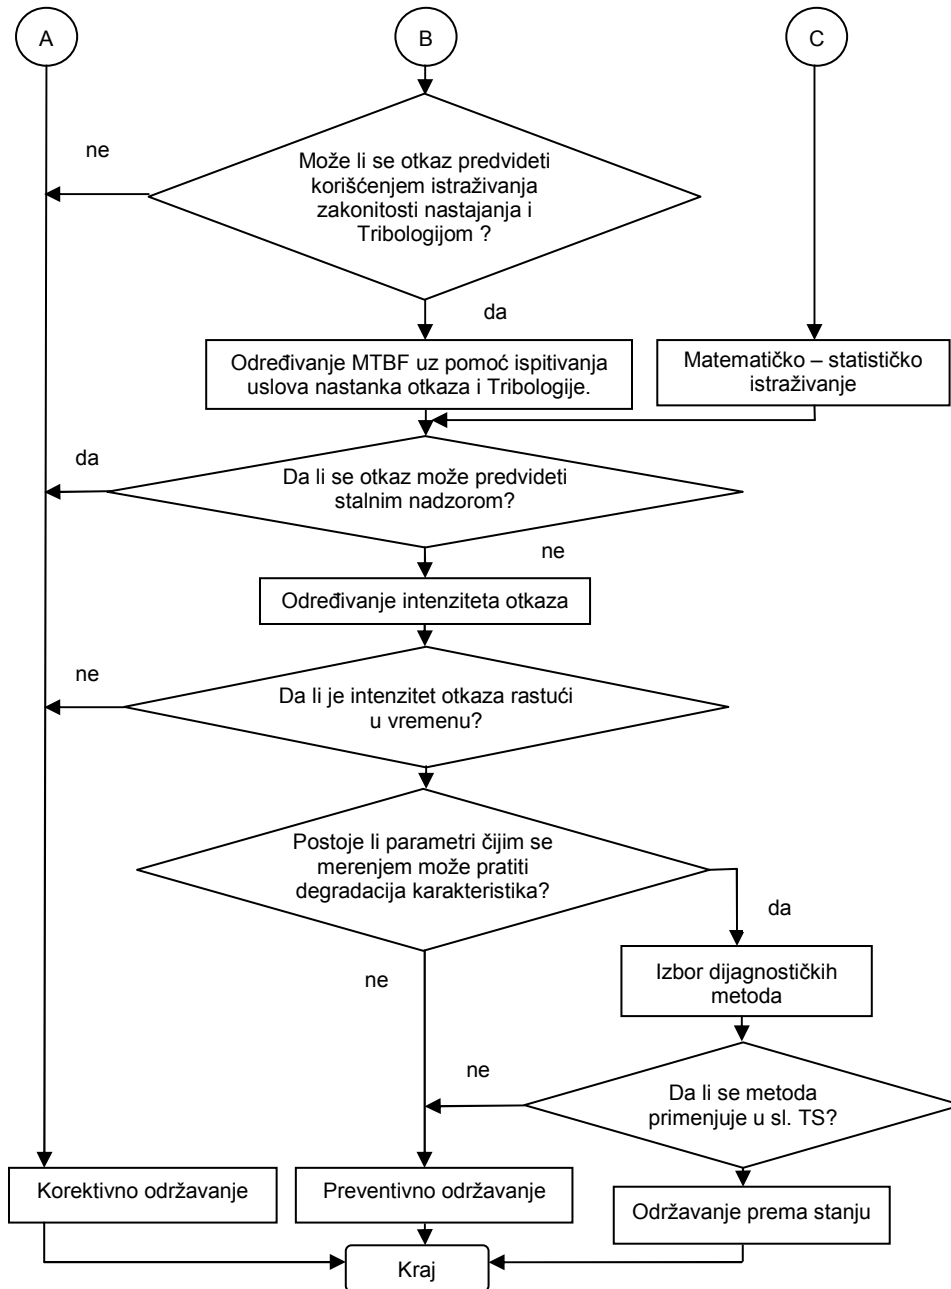 A
B
C
ne
Može li se otkaz predvideti
korišćenjem istraživanja
zakonitosti nastajanja i
Tribologijom ?
da
Određivanje MTBF uz pomoć ispitivanja
uslova nastanka otkaza i Tribologije.
Matematičko – statističko
istraživanje
da
Da li se otkaz može predvideti
stalnim nadzorom?
ne
Određivanje intenziteta otkaza
ne
Da li je intenzitet otkaza rastući
u vremenu?
Postoje li parametri čijim se
merenjem može pratiti
degradacija karakteristika?
da
ne
Izbor dijagnostičkih
metoda
ne
Da li se metoda
primenjuje u sl. TS?
Korektivno održavanje
Preventivno održavanje
Održavanje prema stanju
Kraj